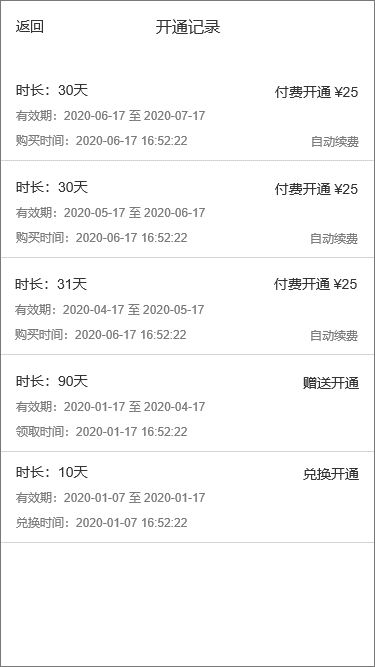 返回 开通记录
时长：30天 付费开通 ¥25
有效期：2020-06-17 至 2020-07-17
购买时间：2020-06-17 16:52:22 自动续费
时长：30天 付费开通 ¥25
有效期：2020-05-17 至 2020-06-17
购买时间：2020-06-17 16:52:22 自动续费
时长：31天 付费开通 ¥25
有效期：2020-04-17 至 2020-05-17
购买时间：2020-06-17 16:52:22 自动续费
时长：90天 赠送开通
有效期：2020-01-17 至 2020-04-17
领取时间：2020-01-17 16:52:22
时长：10天 兑换开通
有效期：2020-01-07 至 2020-01-17
兑换时间：2020-01-07 16:52:22